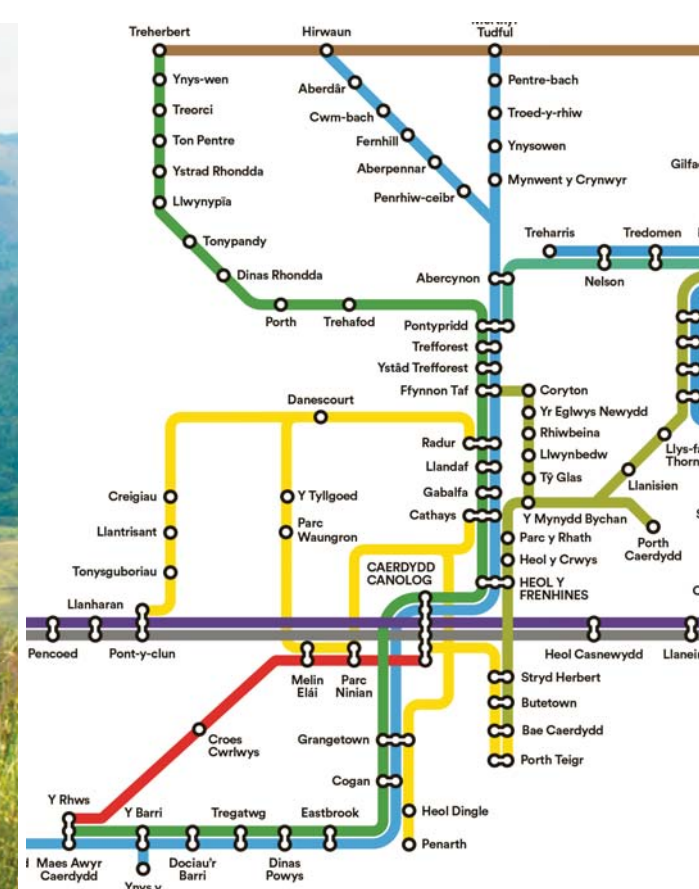 Treherbert
Hirwaun
Tudful
Ynys-wen
Treorci
Ton Pentre
Ystrad Rhondda
Llwynypïa
Tonypandy
Dinas Rhondda
Porth
Trehafod
Aberdâr
Cwm-bach
Fernhill
Aberpennar
Penrhiw-ceibr
Pentre-bach
Troed-y-rhiw
Ynysowen
Mynwent y Crynwyr
Treharris
Tredomen
Nelson
Abercynon
Pontypridd
Trefforest
Ystâd Trefforest
Ffynnon Taf
Coryton
Yr Eglwys Newydd
Rhiwbeina
Llwynbedw
Tŷ Glas
Y Mynydd Bychan
Llanisien
Porth
Caerdydd
Danescourt
Radur
Llandaf
Gabalfa
Cathays
Creigiau
Llantrisant
Tonysguboriau
Y Tyllgoed
Parc
Waungron
Parc y Rhath
Heol y Crwys
HEOL Y
FRENHINES
CAERDYDD
CANOLOG
Llanharan
Pencoed
Pont-y-clun
Melin
Elái
Parc
Ninian
Heol Casnewydd
Stryd Herbert
Butetown
Bae Caerdydd
Porth Teigr
Croes
Cwrlwys
Grangetown
Cogan
Heol Dingle
Penarth
Y Rhws
Y Barri
Tregatwg
Eastbrook
Maes Awyr
Caerdydd
Dociau'r
Barri
Dinas
Powys